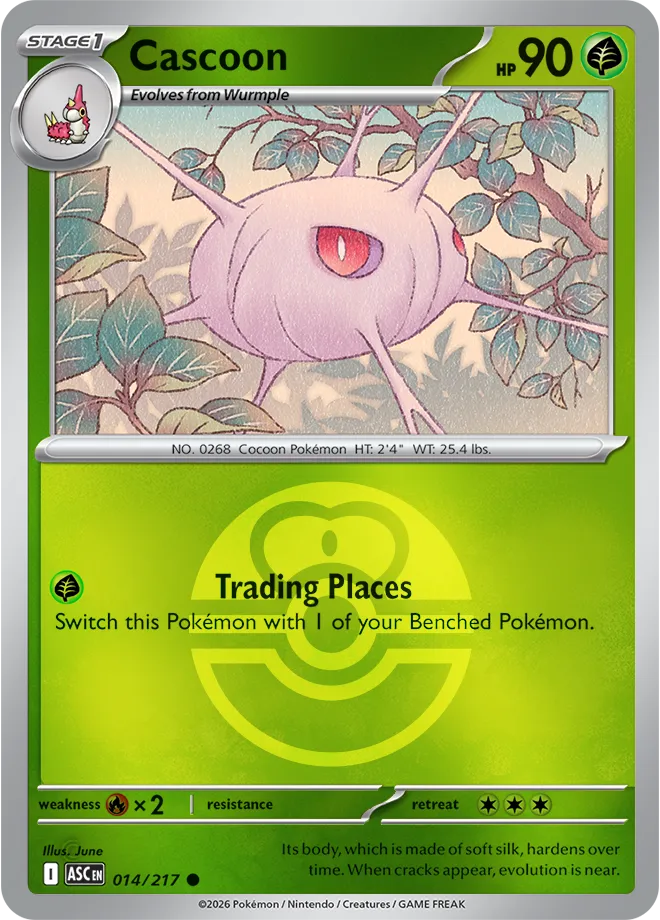 STAGE1
Cascoon
HP 90
Evolves from Wurmple
NO. 0268 Cocoon Pokémon HT: 2'4" WT: 25.4 lbs.
Trading Places
Switch this Pokémon with 1 of your Benched Pokémon.
weakness ×2 resistance retreat
Illus. June
Its body, which is made of soft silk, hardens over
time. When cracks appear, evolution is near.
I ASC EN 014/217
©2026 Pokémon / Nintendo / Creatures / GAME FREAK